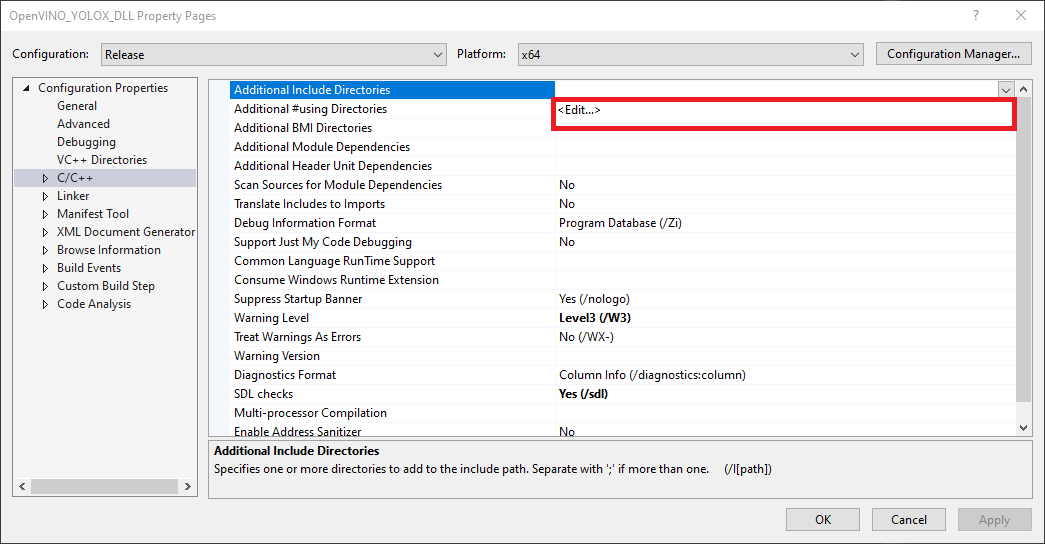 OpenVINO_YOLOX_DLL Property Pages
Configuration: Release Platform: x64 Configuration Manager...
Configuration Properties
General
Advanced
Debugging
VC++ Directories
C/C++
Linker
Manifest Tool
XML Document Generator
Browse Information
Build Events
Custom Build Step
Code Analysis
Additional Include Directories
Additional #using Directories <Edit...>
Additional BMI Directories
Additional Module Dependencies
Additional Header Unit Dependencies
Scan Sources for Module Dependencies No
Translate Includes to Imports No
Debug Information Format Program Database (/Zi)
Support Just My Code Debugging No
Common Language RunTime Support
Consume Windows Runtime Extension
Suppress Startup Banner Yes (/nologo)
Warning Level Level3 (/W3)
Treat Warnings As Errors No (/WX-)
Warning Version
Diagnostics Format Column Info (/diagnostics:column)
SDL checks Yes (/sdl)
Multi-processor Compilation
Enable Address Sanitizer No
Additional Include Directories
Specifies one or more directories to add to the include path. Separate with ';' if more than one. (/I[path])
OK Cancel Apply